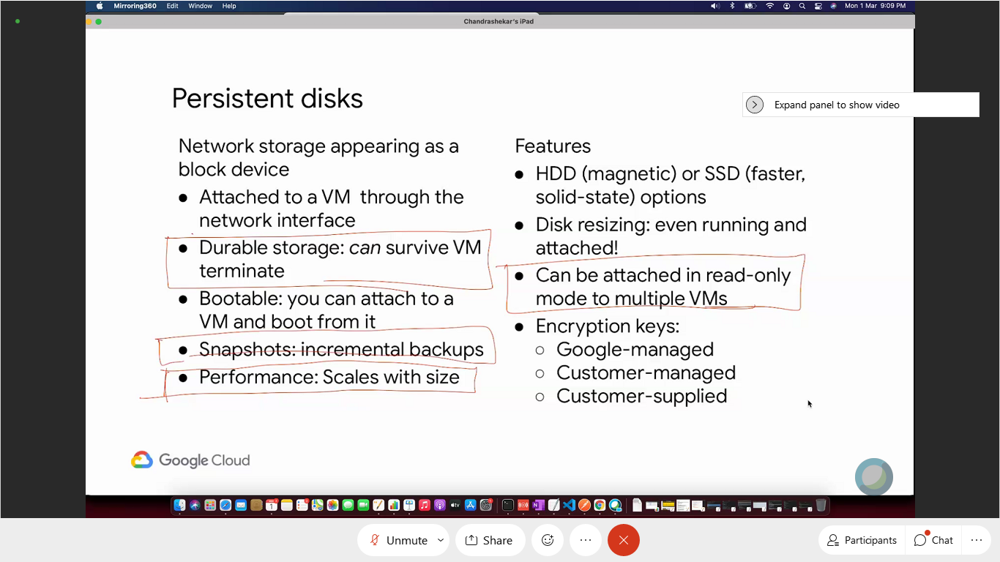 Mirroring360 Edit Window Help
Mon 1 Mar 9:09 PM
Chandrashekar's iPad
Persistent disks
Expand panel to show video
Network storage appearing as a
block device
● Attached to a VM through the
network interface
● Durable storage: can survive VM
terminate
● Bootable: you can attach to a
VM and boot from it
● Snapshots: incremental backups
● Performance: Scales with size
Features
● HDD (magnetic) or SSD (faster,
solid-state) options
● Disk resizing: even running and
attached!
● Can be attached in read-only
mode to multiple VMs
● Encryption keys:
○ Google-managed
○ Customer-managed
○ Customer-supplied
Google Cloud
Unmute
Share
Participants
Chat